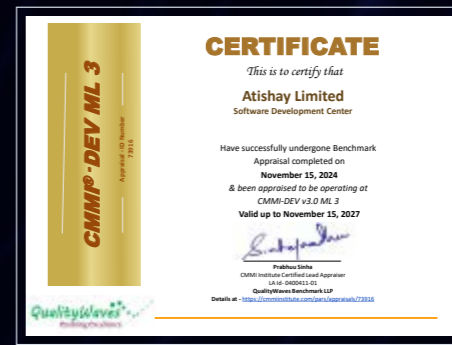 CERTIFICATE
This is to certify that
Atishay Limited
Software Development Center
Have successfully undergone Benchmark
Appraisal completed on
November 15, 2024
& been appraised to be operating at
CMMI-DEV v3.0 ML 3
Valid up to November 15, 2027
Prabhuu Sinha
CMMI Institute Certified Lead Appraiser
LA Id- 0400411-01
QualityWaves Benchmark LLP
Details at - https://cmmiinstitute.com/pars/appraisals/73916
CMMI®-DEV ML 3
Appraisal - ID Number
73916
QualityWaves